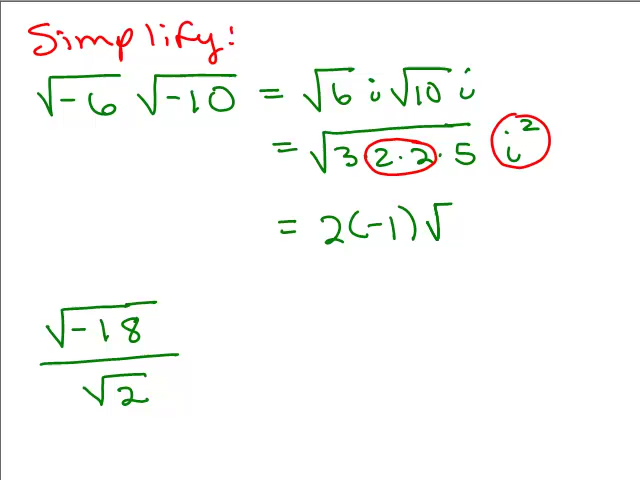 Simplify:
√-6 √-10 = √6 i √10 i
= √3 2·2·5 i²
= 2(-1)√
√-18
√2